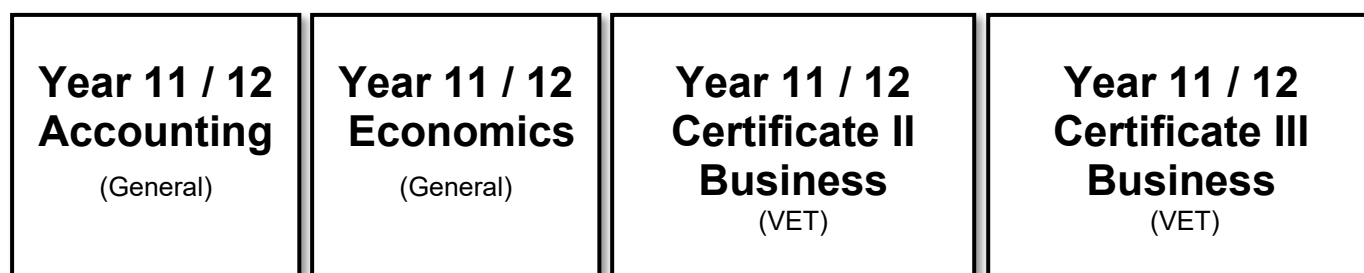 Year 11 / 12
Accounting
(General)
Year 11 / 12
Economics
(General)
Year 11 / 12
Certificate II
Business
(VET)
Year 11 / 12
Certificate III
Business
(VET)